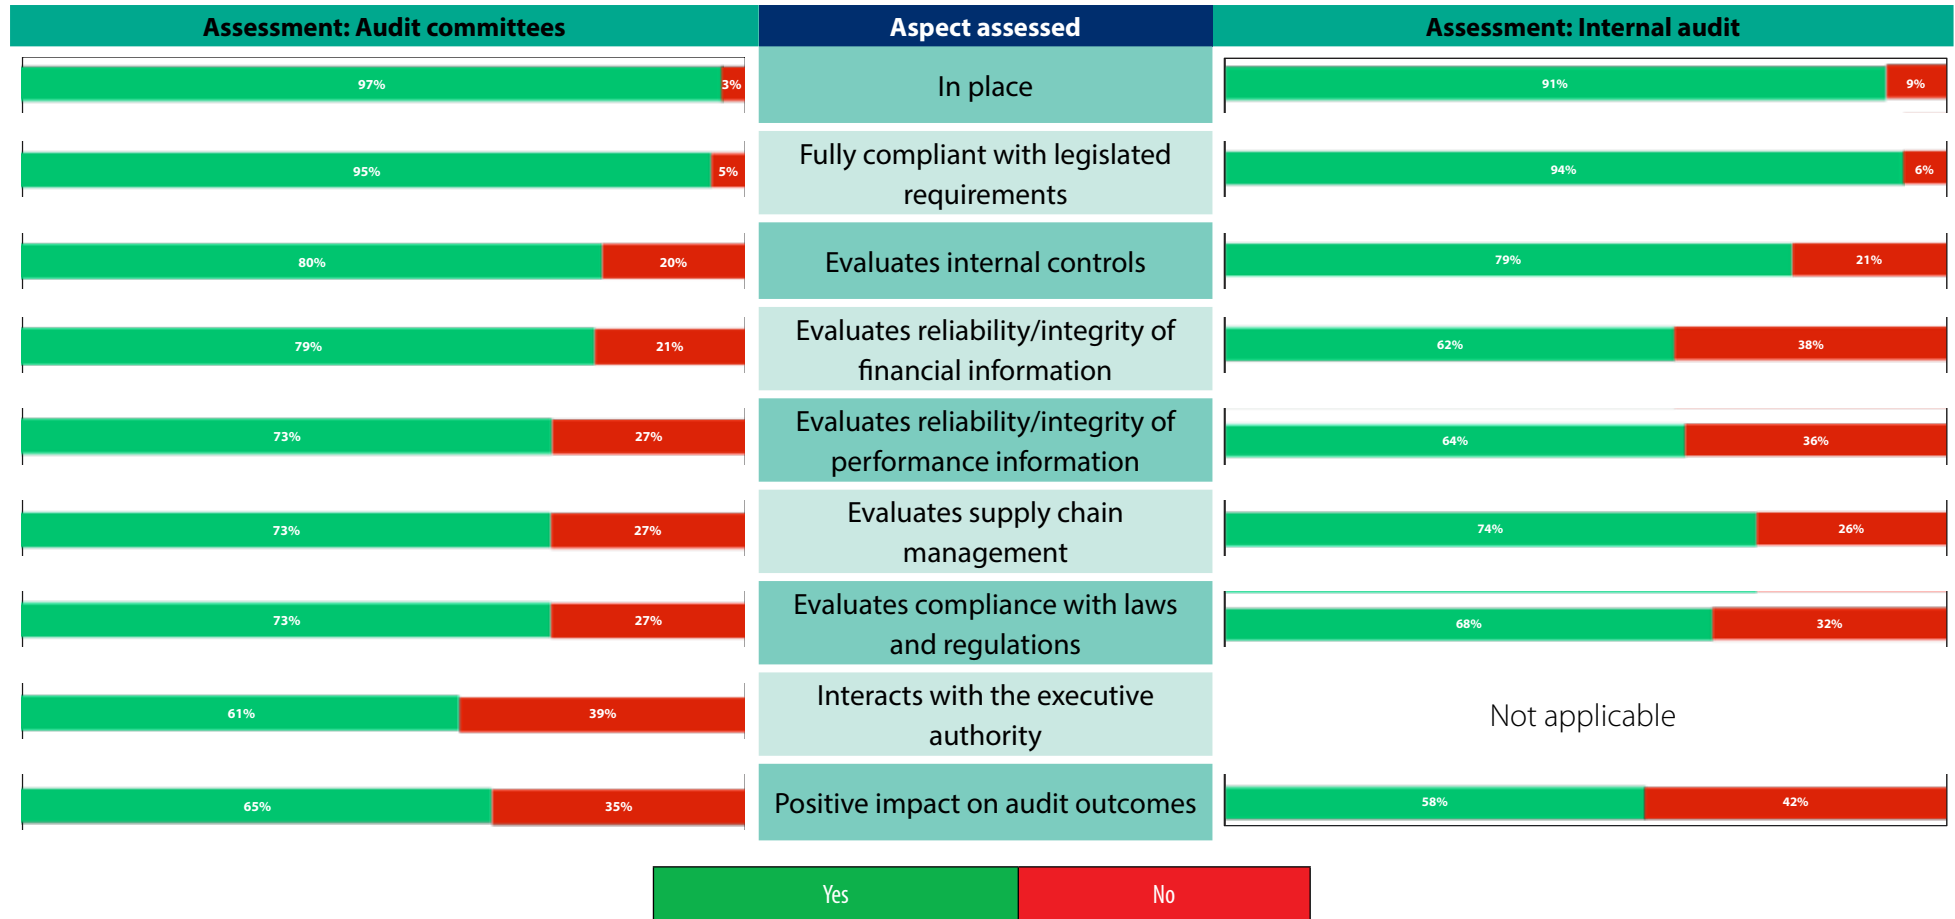 Assessment: Audit committees
Aspect assessed
Assessment: Internal audit
97%
3%
In place
91%
9%
95%
5%
Fully compliant with legislated
requirements
94%
6%
80%
20%
Evaluates internal controls
79%
21%
79%
21%
Evaluates reliability/integrity of
financial information
62%
38%
73%
27%
Evaluates reliability/integrity of
performance information
64%
36%
73%
27%
Evaluates supply chain
management
74%
26%
73%
27%
Evaluates compliance with laws
and regulations
68%
32%
61%
39%
Interacts with the executive
authority
Not applicable
65%
35%
Positive impact on audit outcomes
58%
42%
Yes
No